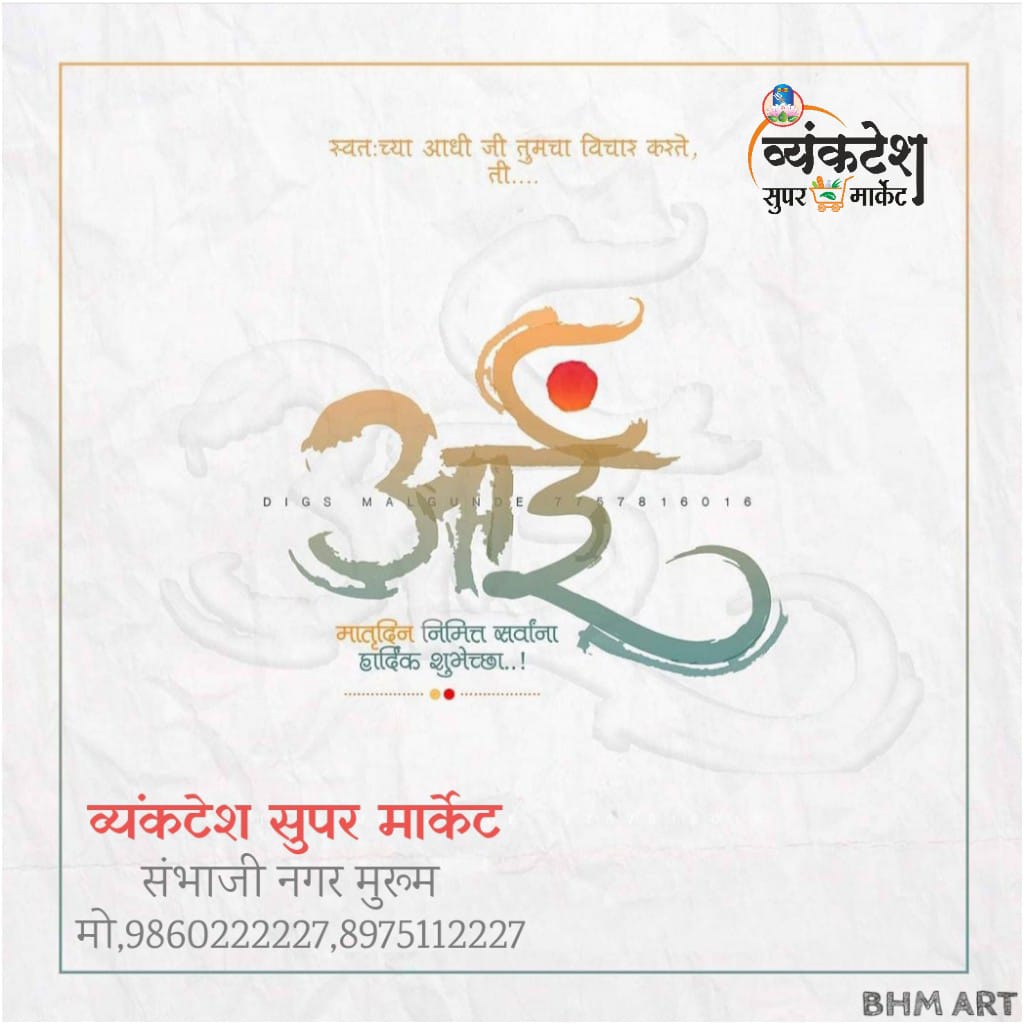 स्वतःच्या आधी जी तुमचा विचार करते,
ती....
व्यंकटेश
सुपर मार्केट
आई
DIGS MALGUNDE 7757816016
मातृदिन निमित्त सर्वांना
हार्दिक शुभेच्छा..!
व्यंकटेश सुपर मार्केट
संभाजी नगर मुरूम
मो,9860222227,8975112227
BHM ART